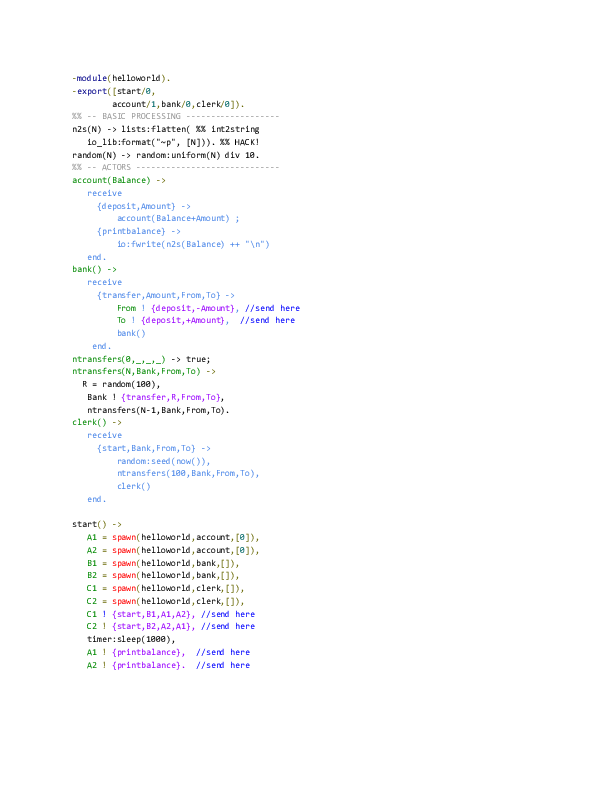 -module(helloworld).
-export([start/0,
        account/1,bank/0,clerk/0]).
%% -- BASIC PROCESSING -------------------
n2s(N) -> lists:flatten( %% int2string
   io_lib:format("~p", [N])). %% HACK!
random(N) -> random:uniform(N) div 10.
%% -- ACTORS -----------------------------
account(Balance) ->
   receive
     {deposit,Amount} ->
         account(Balance+Amount) ;
     {printbalance} ->
         io:fwrite(n2s(Balance) ++ "\n")
   end.
bank() ->
   receive
     {transfer,Amount,From,To} ->
         From ! {deposit,-Amount}, //send here
         To ! {deposit,+Amount},  //send here
         bank()
    end.
ntransfers(0,_,_,_) -> true;
ntransfers(N,Bank,From,To) ->
  R = random(100),
   Bank ! {transfer,R,From,To},
   ntransfers(N-1,Bank,From,To).
clerk() ->
   receive
     {start,Bank,From,To} ->
         random:seed(now()),
         ntransfers(100,Bank,From,To),
         clerk()
   end.

start() ->
   A1 = spawn(helloworld,account,[0]),
   A2 = spawn(helloworld,account,[0]),
   B1 = spawn(helloworld,bank,[]),
   B2 = spawn(helloworld,bank,[]),
   C1 = spawn(helloworld,clerk,[]),
   C2 = spawn(helloworld,clerk,[]),
   C1 ! {start,B1,A1,A2}, //send here
   C2 ! {start,B2,A2,A1}, //send here
   timer:sleep(1000),
   A1 ! {printbalance},  //send here
   A2 ! {printbalance}.  //send here